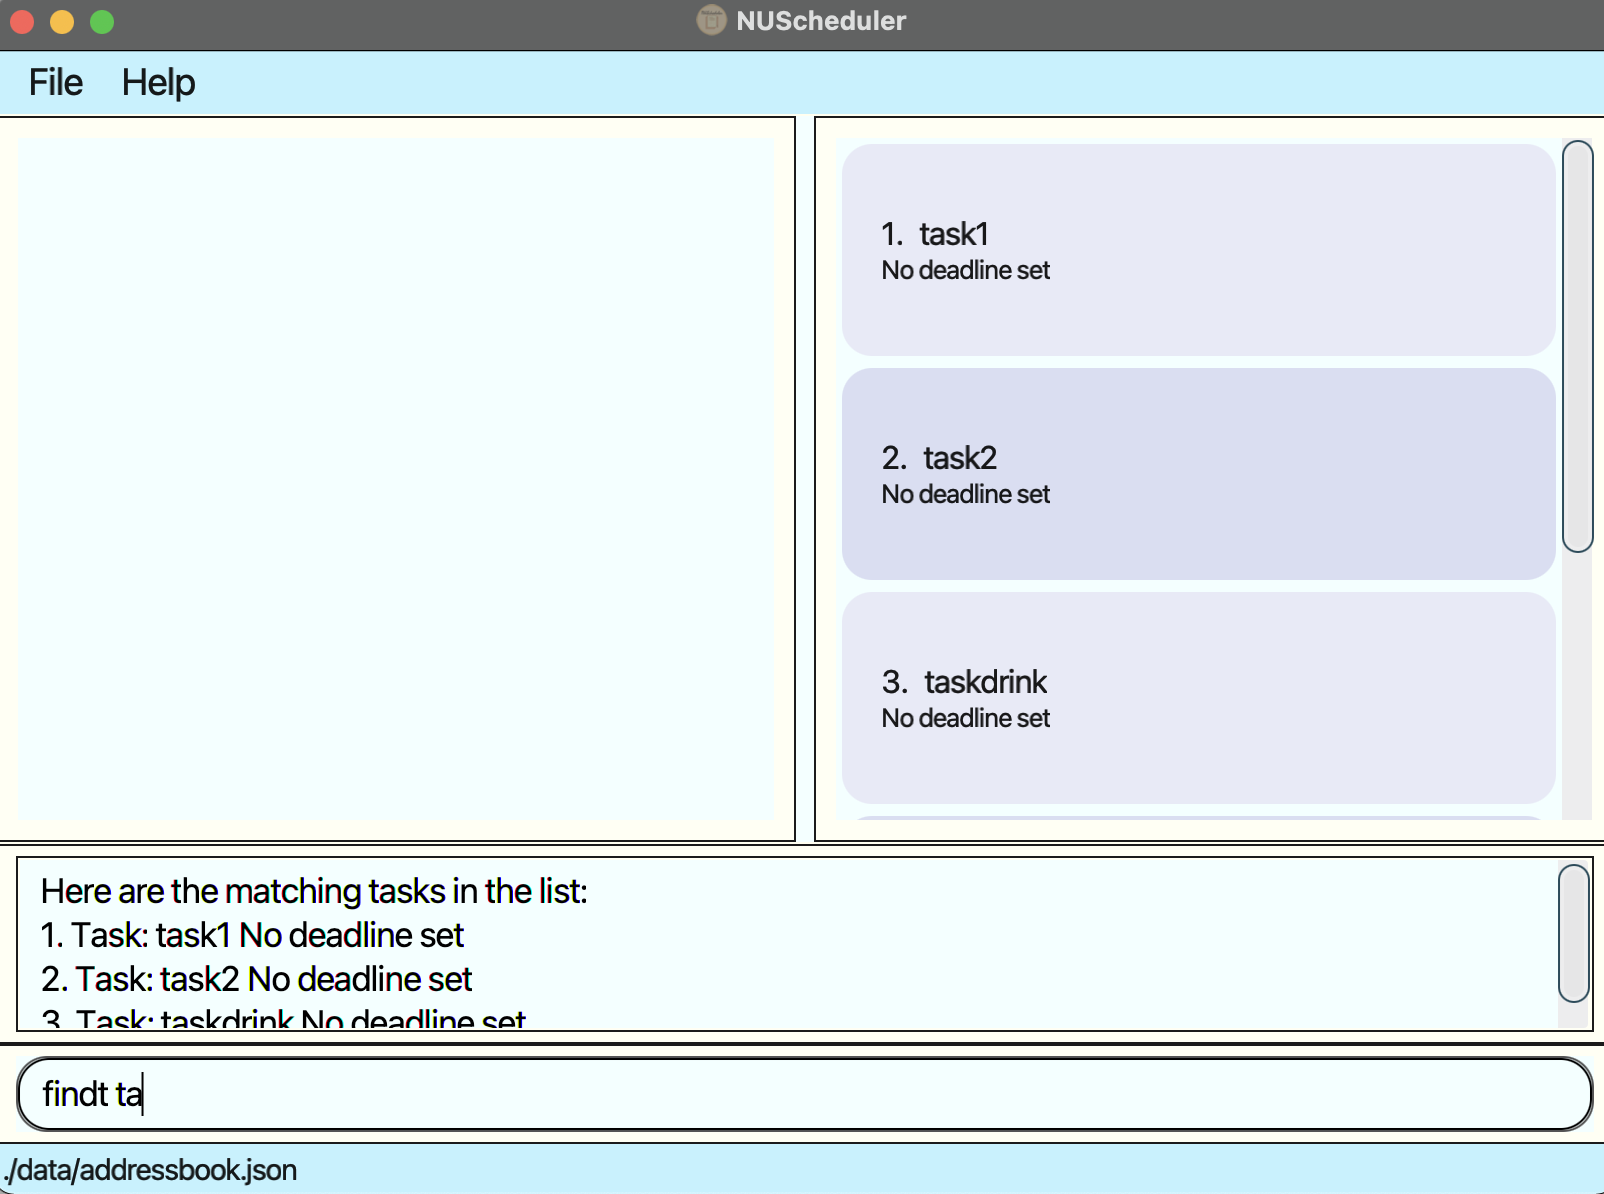 NUScheduler
File Help
1. task1
No deadline set
2. task2
No deadline set
3. taskdrink
No deadline set
Here are the matching tasks in the list:
1. Task: task1 No deadline set
2. Task: task2 No deadline set
3. Task: taskdrink No deadline set
findt ta
./data/addressbook.json